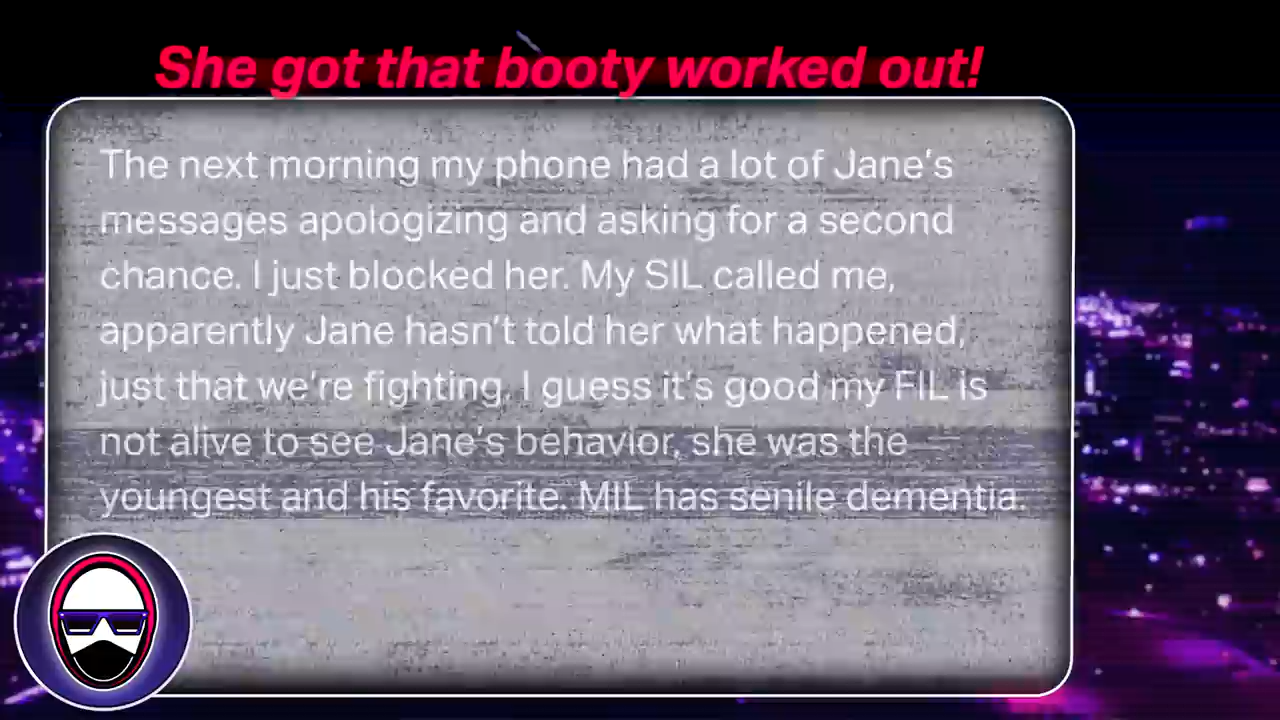 She got that booty worked out!
The next morning my phone had a lot of Jane's
messages apologizing and asking for a second
chance. I just blocked her. My SIL called me,
apparently Jane hasn't told her what happened,
just that we're fighting. I guess it's good my FIL is
not alive to see Jane's behavior, she was the
youngest and his favorite. MIL has senile dementia.